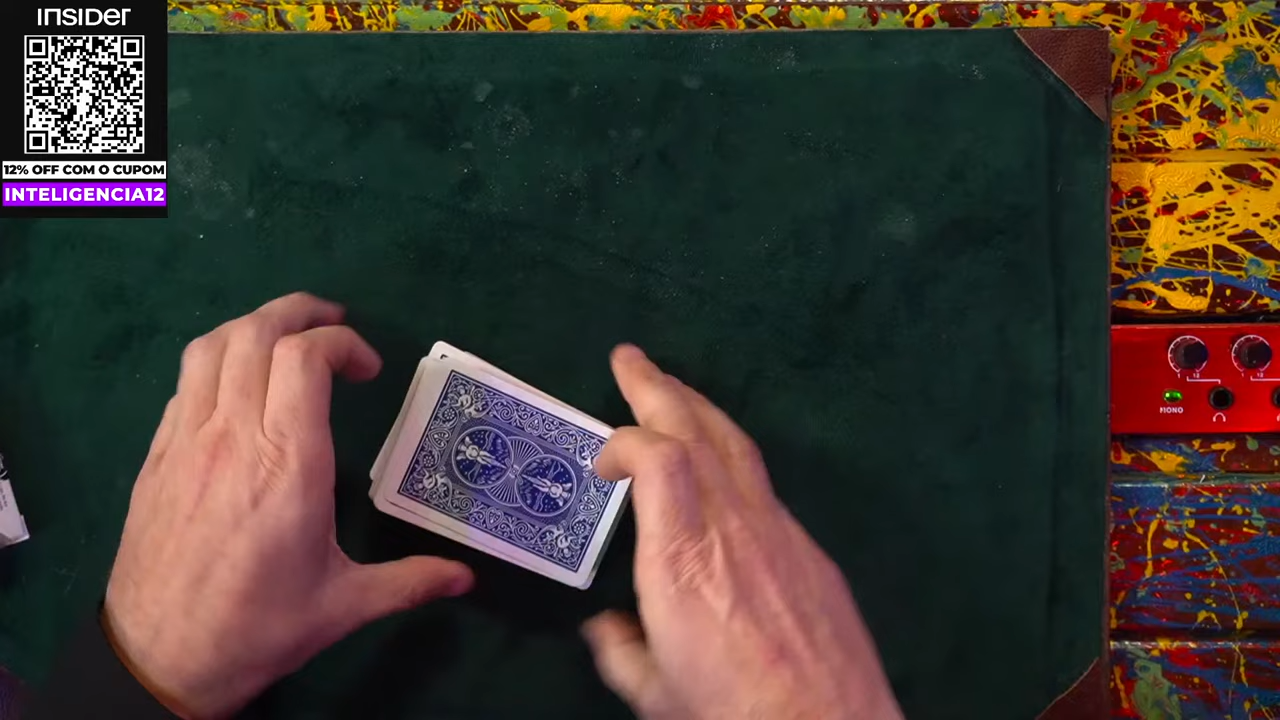 INSIDER
12% OFF COM O CUPOM
INTELIGENCIA12
FIONO